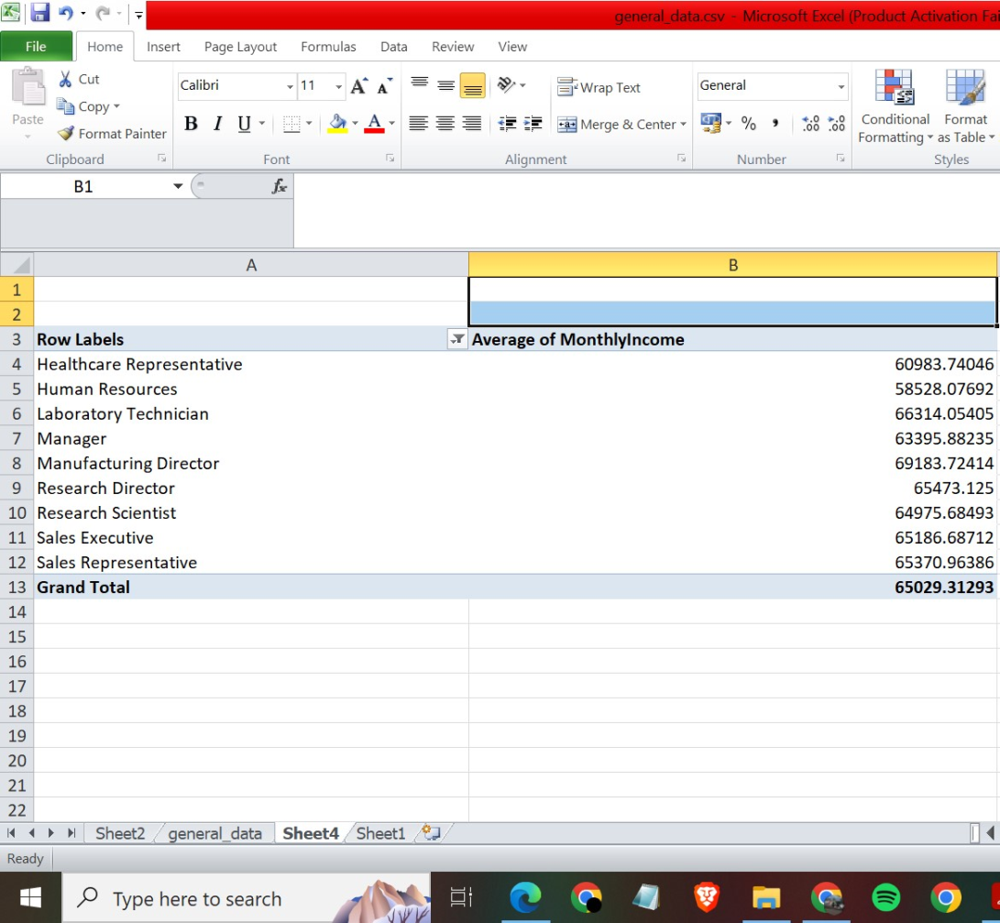 general_data.csv - Microsoft Excel (Product Activation Fai
File Home Insert Page Layout Formulas Data Review View
Paste
Cut
Copy
Format Painter
Clipboard
Calibri 11
B I U A
Font
Wrap Text
Merge & Center
Alignment
General
% , .00 .00
Number
Conditional Formatting
Format as Table
Styles
B1 fx
A B
1
2
3 Row Labels Average of MonthlyIncome
4 Healthcare Representative 60983.74046
5 Human Resources 58528.07692
6 Laboratory Technician 66314.05405
7 Manager 63395.88235
8 Manufacturing Director 69183.72414
9 Research Director 65473.125
10 Research Scientist 64975.68493
11 Sales Executive 65186.68712
12 Sales Representative 65370.96386
13 Grand Total 65029.31293
14
15
16
17
18
19
20
21
22
Sheet2 general_data Sheet4 Sheet1
Ready
Type here to search